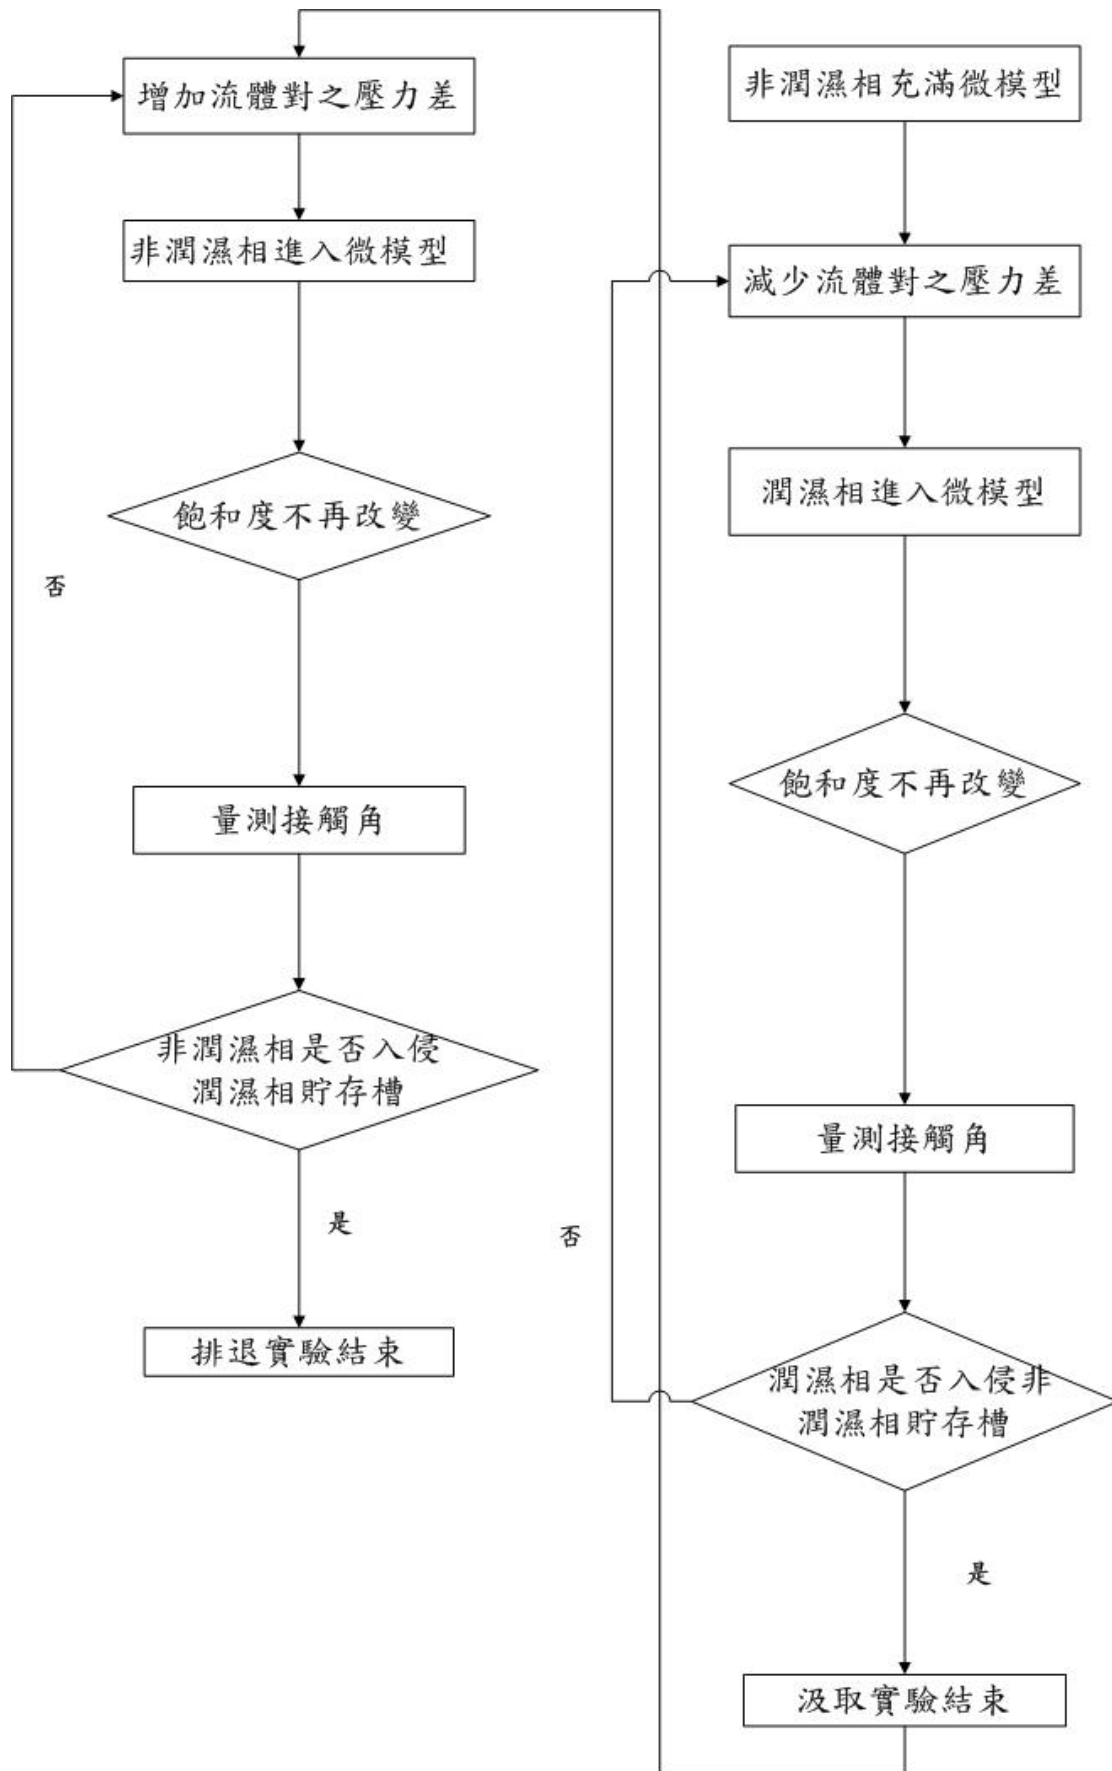 增加流體對之壓力差
非潤濕相進入微模型
飽和度不再改變
否
量測接觸角
非潤濕相是否入侵
潤濕相貯存槽
是
排退實驗結束
非潤濕相充滿微模型
減少流體對之壓力差
潤濕相進入微模型
飽和度不再改變
量測接觸角
否
潤濕相是否入侵非
潤濕相貯存槽
是
汲取實驗結束